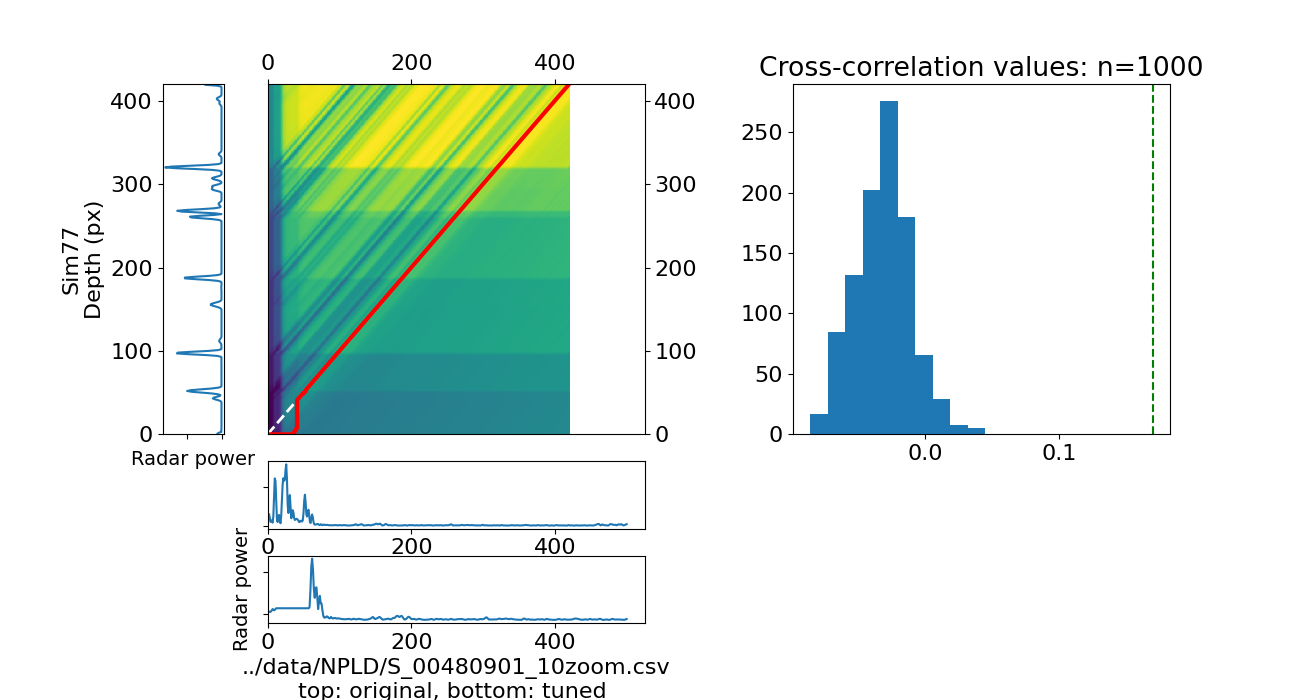 Cross-correlation values: n=1000
0 200 400
400 300 200 100 0
Sim77
Depth (px)
Radar power
400 300 200 100 0
250 200 150 100 50 0
0.0 0.1
0 200 400
Radar power
0 200 400
../data/NPLD/S_00480901_10zoom.csv
top: original, bottom: tuned